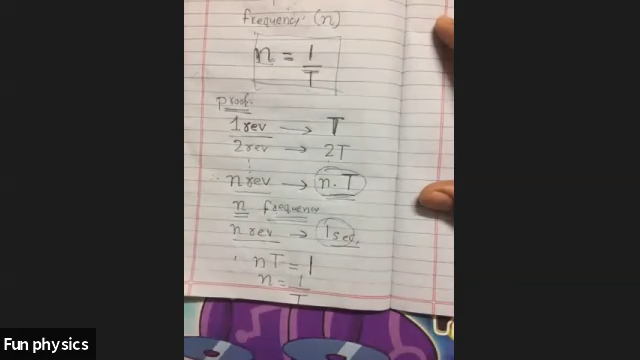 frequency (n)
n = 1/T
Proof.
1 rev → T
2 rev → 2T
∴ n rev → n. T
n frequency
n rev → 1 sec.
∴ nT = 1
n = 1/T
Fun physics